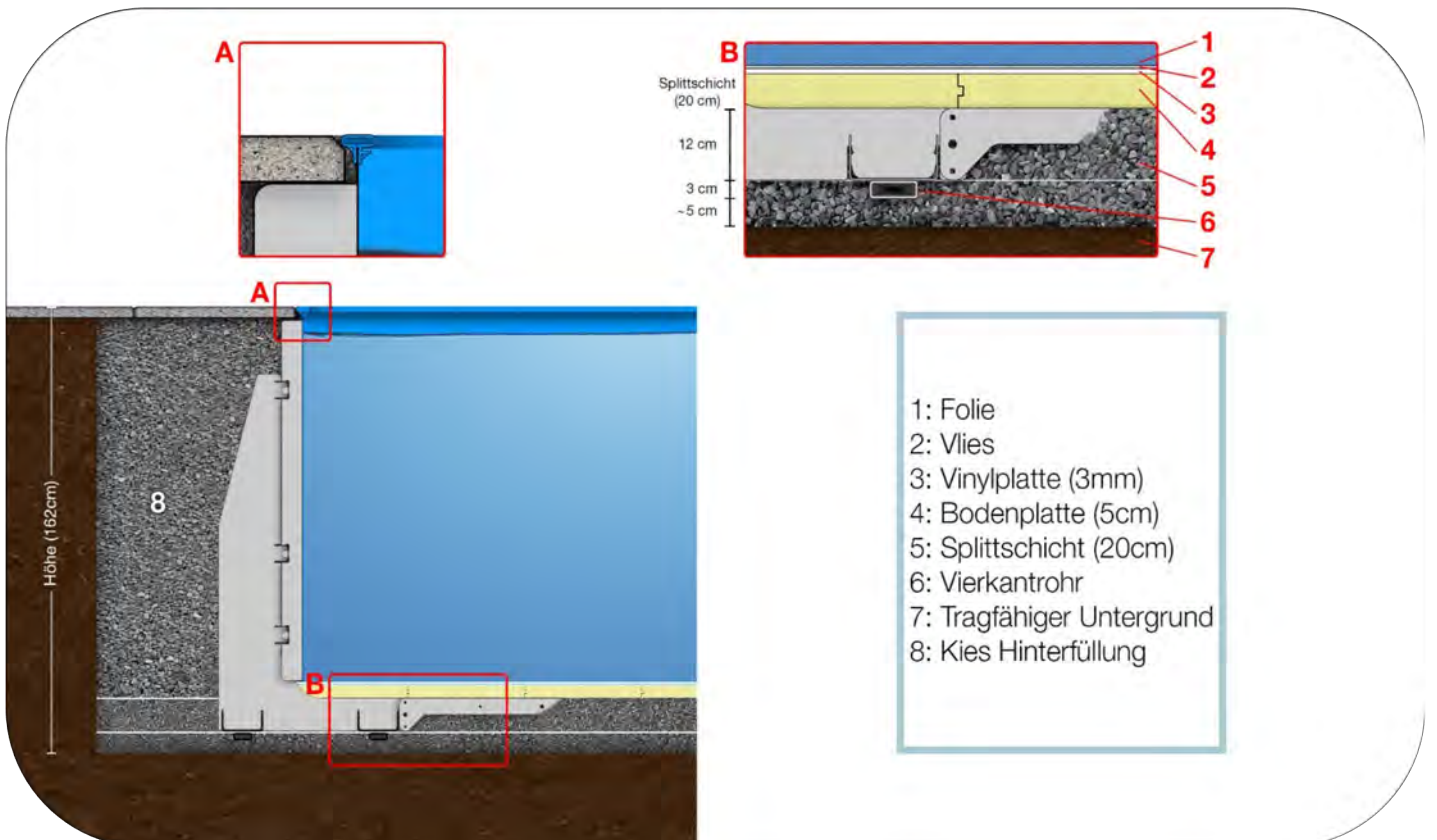 A
B
Splittschicht
(20 cm)
12 cm
3 cm
~5 cm
1
2
3
4
5
6
7
A
8
Höhe (162cm)
B
1: Folie
2: Vlies
3: Vinylplatte (3mm)
4: Bodenplatte (5cm)
5: Splittschicht (20cm)
6: Vierkantrohr
7: Tragfähiger Untergrund
8: Kies Hinterfüllung